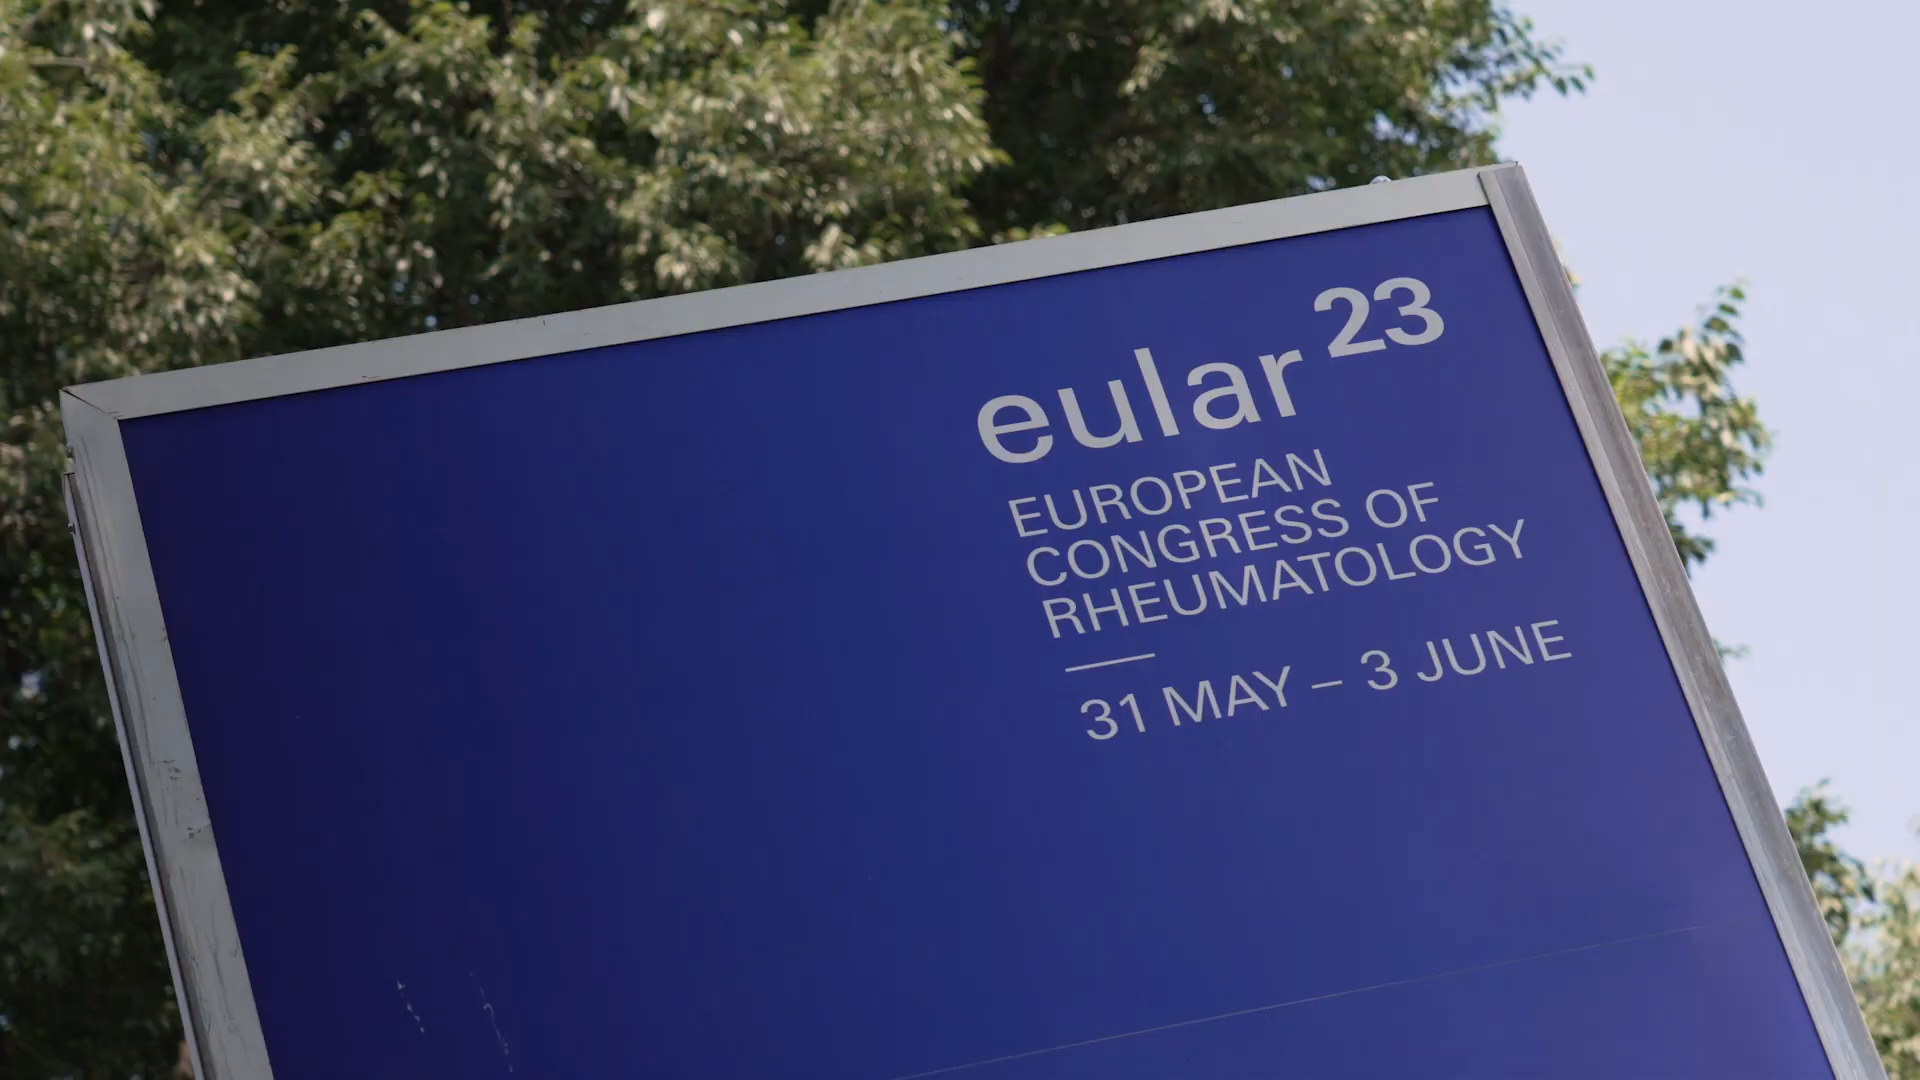 eular 23
EUROPEAN
CONGRESS OF
RHEUMATOLOGY
31 MAY – 3 JUNE